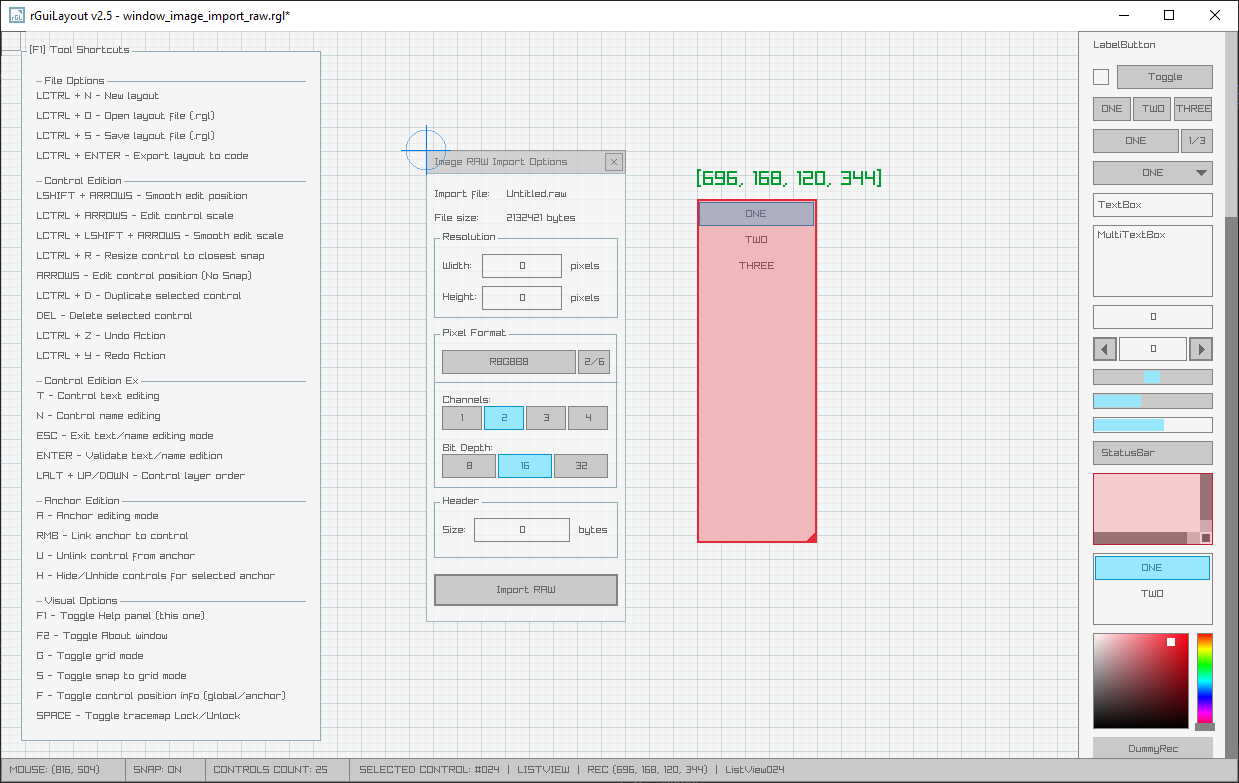 rGuiLayout v2.5 - window_image_import_raw.rgl*
[F1] Tool Shortcuts
File Options
LCTRL + N - New layout
LCTRL + O - Open layout file (.rgl)
LCTRL + S - Save layout file (.rgl)
LCTRL + ENTER - Export layout to code
Control Edition
LSHIFT + ARROWS - Smooth edit position
LCTRL + ARROWS - Edit control scale
LCTRL + LSHIFT + ARROWS - Smooth edit scale
LCTRL + R - Resize control to closest snap
ARROWS - Edit control position (No Snap)
LCTRL + D - Duplicate selected control
DEL - Delete selected control
LCTRL + Z - Undo Action
LCTRL + Y - Redo Action
Control Edition Ex
T - Control text editing
N - Control name editing
ESC - Exit text/name editing mode
ENTER - Validate text/name edition
LALT + UP/DOWN - Control layer order
Anchor Edition
A - Anchor editing mode
RMB - Link anchor to control
U - Unlink control from anchor
H - Hide/Unhide controls for selected anchor
Visual Options
F1 - Toggle Help panel (this one)
F2 - Toggle About window
G - Toggle grid mode
S - Toggle snap to grid mode
F - Toggle control position info (global/anchor)
SPACE - Toggle tracemap Lock/Unlock
Image RAW Import Options
Import file: Untitled.raw
File size: 2132421 bytes
Resolution
Width: 0 pixels
Height: 0 pixels
Pixel Format
R8G8B8 2/6
Channels:
1 2 3 4
Bit Depth:
8 16 32
Header
Size: 0 bytes
Import RAW
[696, 168, 120, 344]
ONE
TWO
THREE
LabelButton
Toggle
ONE TWO THREE
ONE 1/3
ONE
TextBox
MultiTextBox
0
0
StatusBar
ONE
TWO
DummyRec
MOUSE: (816, 504) SNAP: ON CONTROLS COUNT: 25 SELECTED CONTROL: #024 | LISTVIEW | REC (696, 168, 120, 344) | ListView024